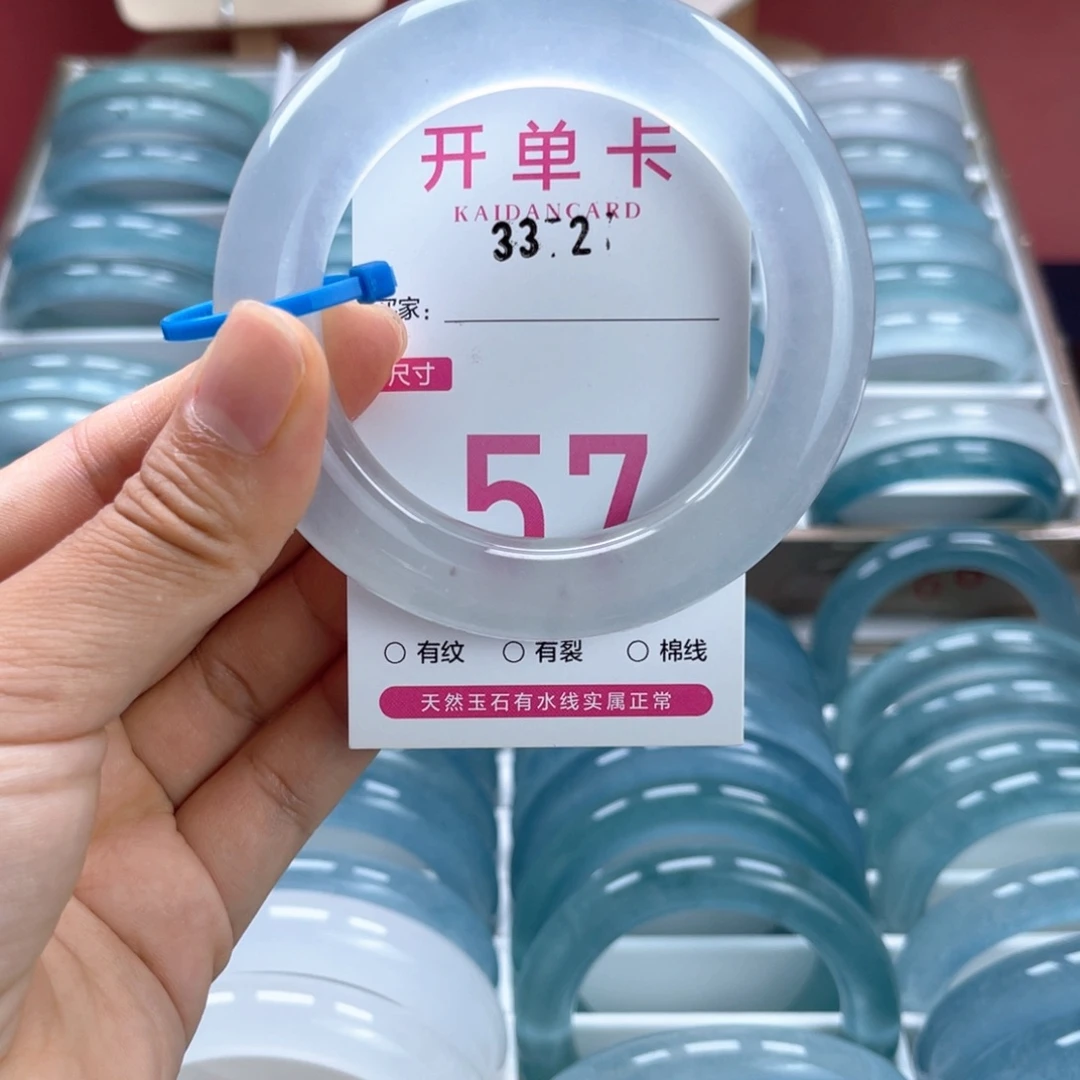 开单卡
KAIDANCARD
33.2
家：
尺寸
57
○ 有纹 ○ 有裂 ○ 棉线
天然玉石有水线实属正常